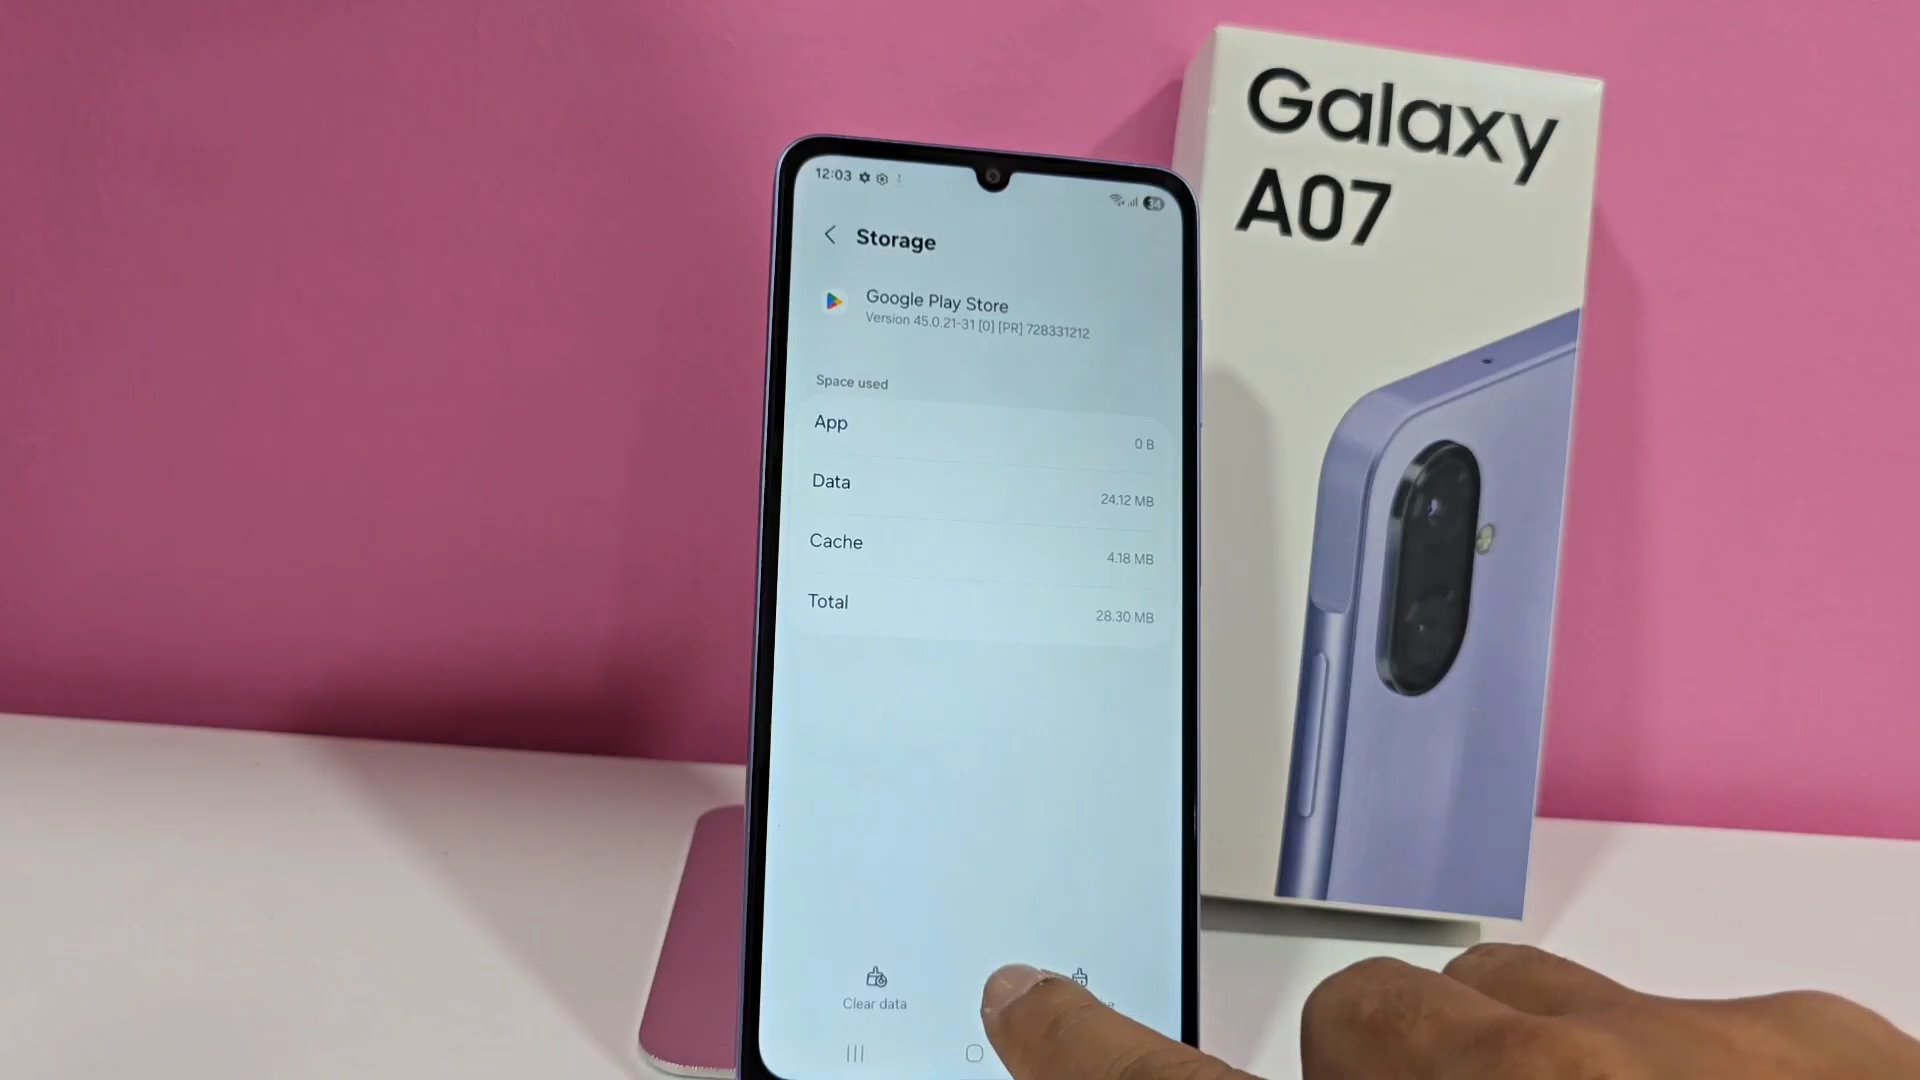 12:03
34
Storage
Google Play Store
Version 45.0.21-31 [0] [PR] 728331212
Space used
App
0 B
Data
24.12 MB
Cache
4.18 MB
Total
28.30 MB
Clear data
Galaxy
A07